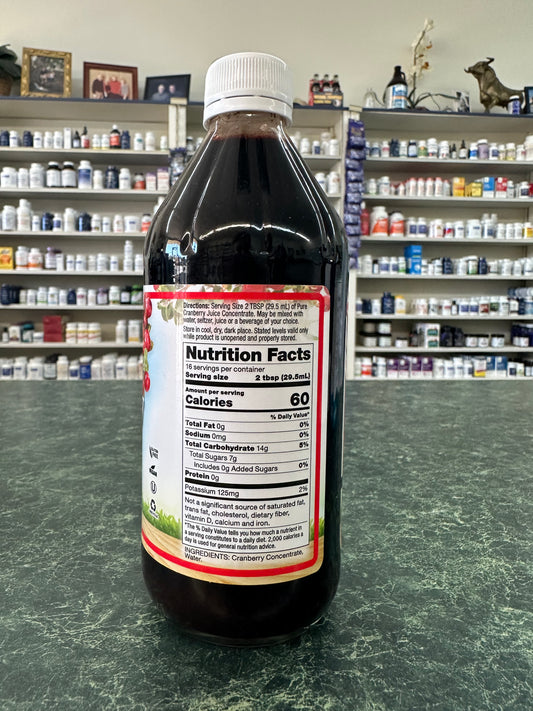 Directions: Serving Size 2 TBSP (29.5 mL) of Pure
Cranberry Juice Concentrate. May be mixed with
water, seltzer, juice or a beverage of your choice.
Store in cool, dry, dark place. Stated levels valid only
while product is unopened and properly stored.
Nutrition Facts
16 servings per container
Serving size 2 tbsp (29.5mL)
Amount per serving
Calories 60
% Daily Value*
Total Fat 0g 0%
Sodium 0mg 0%
Total Carbohydrate 14g 5%
Total Sugars 7g
Includes 0g Added Sugars 0%
Protein 0g
Potassium 125mg 2%
Not a significant source of saturated fat,
trans fat, cholesterol, dietary fiber,
vitamin D, calcium and iron.
*The % Daily Value tells you how much a nutrient in
a serving constitutes to a daily diet. 2,000 calories a
day is used for general nutrition advice.
INGREDIENTS: Cranberry Concentrate,
Water.